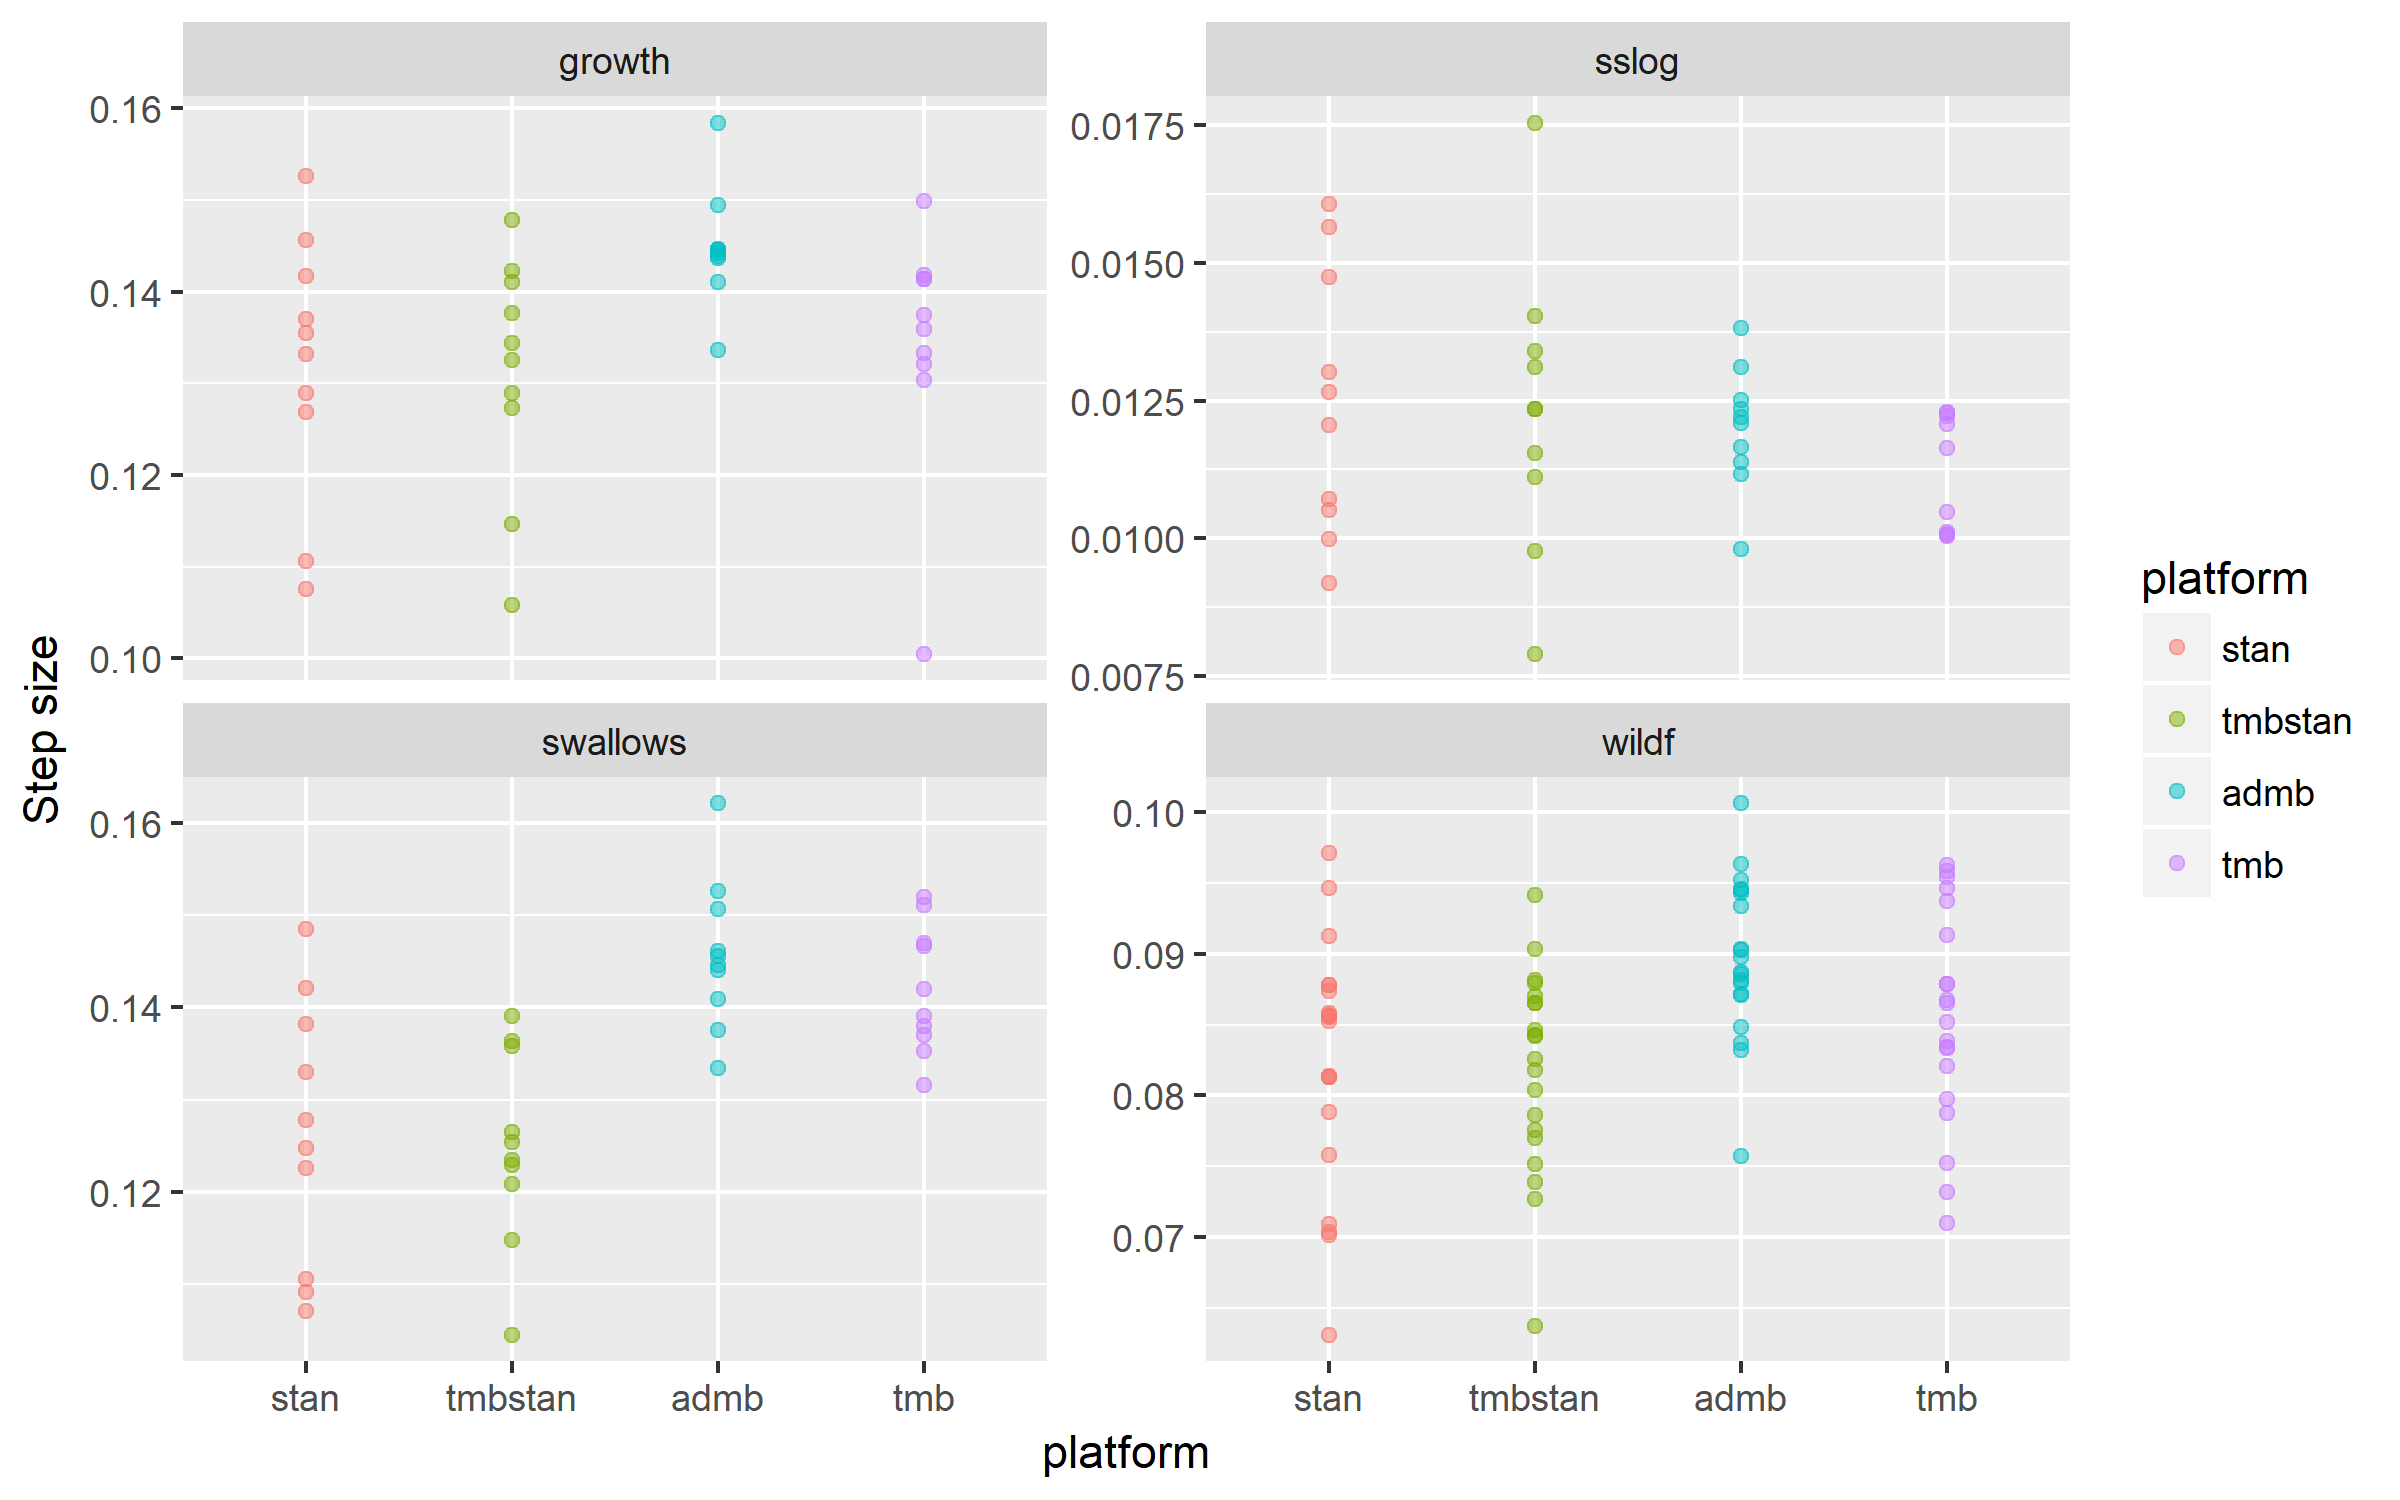 growth
sslog
0.16
0.14
0.12
0.10
0.0175
0.0150
0.0125
0.0100
0.0075
swallows
wildf
0.16
0.14
0.12
0.10
0.09
0.08
0.07
stan tmbstan admb tmb
stan tmbstan admb tmb
platform
Step size
platform
stan
tmbstan
admb
tmb